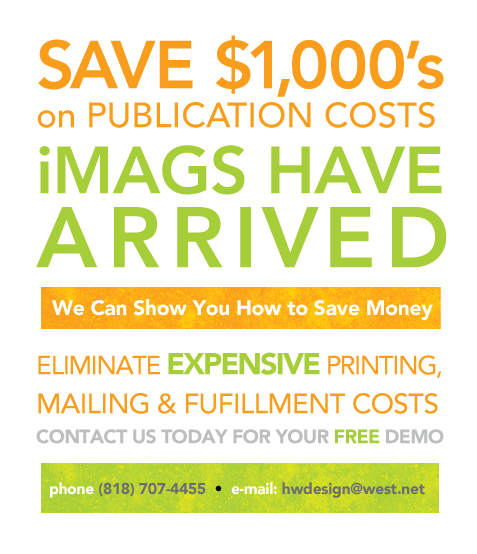 SAVE $1,000's
on PUBLICATION COSTS
iMAGS HAVE
ARRIVED
We Can Show You How to Save Money
ELIMINATE EXPENSIVE PRINTING,
MAILING & FUFILLMENT COSTS
CONTACT US TODAY FOR YOUR FREE DEMO
phone (818) 707-4455 • e-mail: hwdesign@west.net